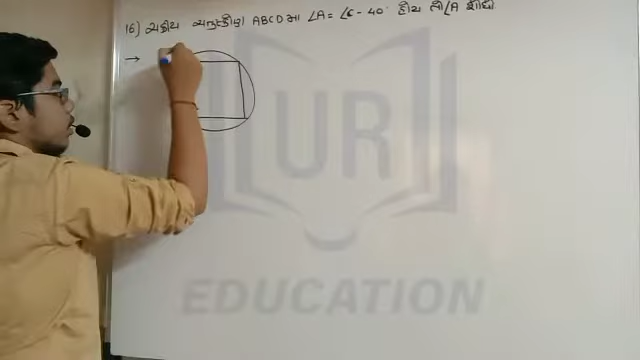 16) ચક્રીય ચતુષ્કોણ ABCD માં ∠A = ∠C - 40° હોય તો ∠A શોધો
→
UR
EDUCATION